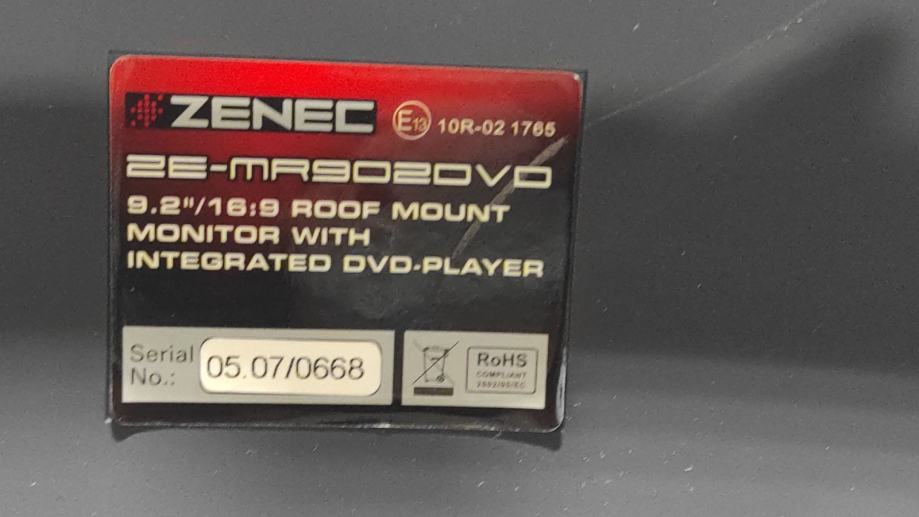 ZENEC E13 10R-02 1765
ZE-MR902DVD
9.2"/16:9 ROOF MOUNT
MONITOR WITH
INTEGRATED DVD-PLAYER
Serial No.: 05.07/0668
RoHS
COMPLIANT
2002/95/EC